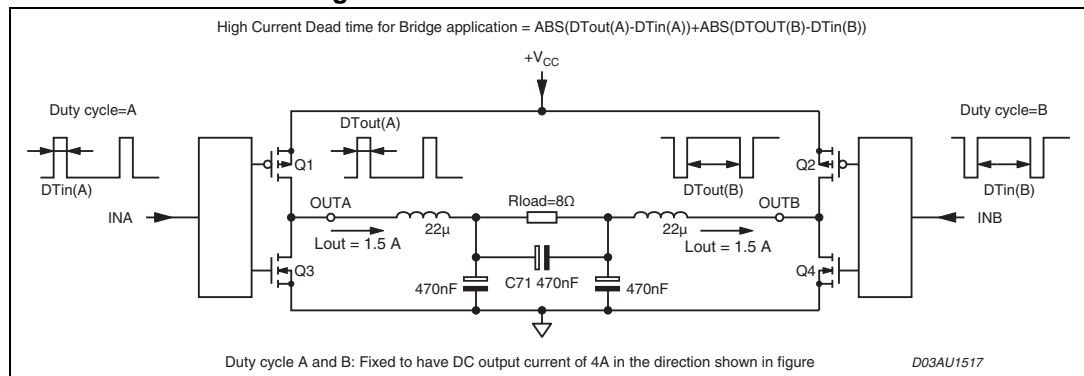 High Current Dead time for Bridge application = ABS(DTout(A)-DTin(A))+ABS(DTOUT(B)-DTin(B))
+VCC
Duty cycle=A
DTin(A)
INA
Q1
DTout(A)
OUTA
Lout = 1.5 A
Q3
22μ
Rload=8Ω
470nF
C71 470nF
470nF
22μ
DTout(B)
OUTB
Lout = 1.5 A
Q2
Q4
Duty cycle=B
DTin(B)
INB
Duty cycle A and B: Fixed to have DC output current of 4A in the direction shown in figure
D03AU1517